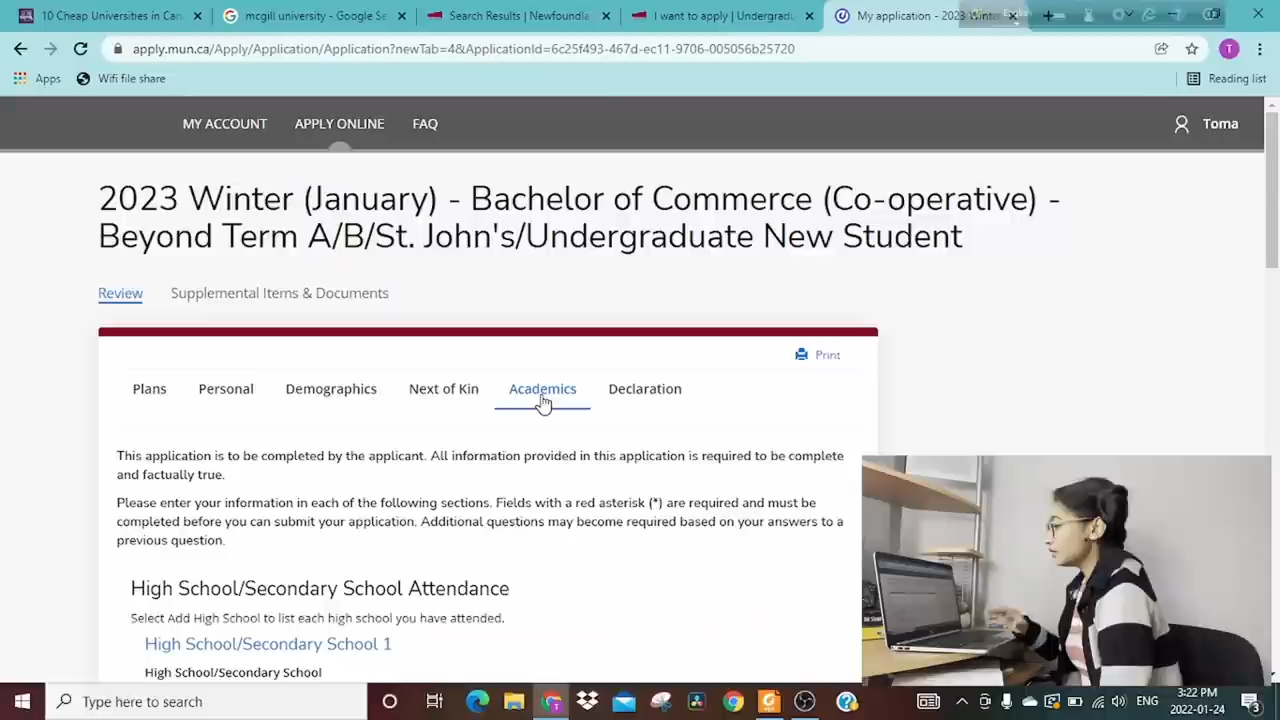 10 Cheap Universities in Can
mcgill university - Google Se
Search Results | Newfoundla
I want to apply | Undergradu
My application - 2023 Winte
English
apply.mun.ca/Apply/Application/Application?newTab=4&ApplicationId=6c25f493-467d-ec11-9706-005056b25720
T
Apps
Wifi file share
Reading list
MY ACCOUNT
APPLY ONLINE
FAQ
Toma
2023 Winter (January) - Bachelor of Commerce (Co-operative) -
Beyond Term A/B/St. John's/Undergraduate New Student
Review
Supplemental Items & Documents
Print
Plans
Personal
Demographics
Next of Kin
Academics
Declaration
This application is to be completed by the applicant. All information provided in this application is required to be complete
and factually true.
Please enter your information in each of the following sections. Fields with a red asterisk (*) are required and must be
completed before you can submit your application. Additional questions may become required based on your answers to a
previous question.
High School/Secondary School Attendance
Select Add High School to list each high school you have attended.
High School/Secondary School 1
High School/Secondary School
Type here to search
ENG
3:22 PM
2022-01-24
3